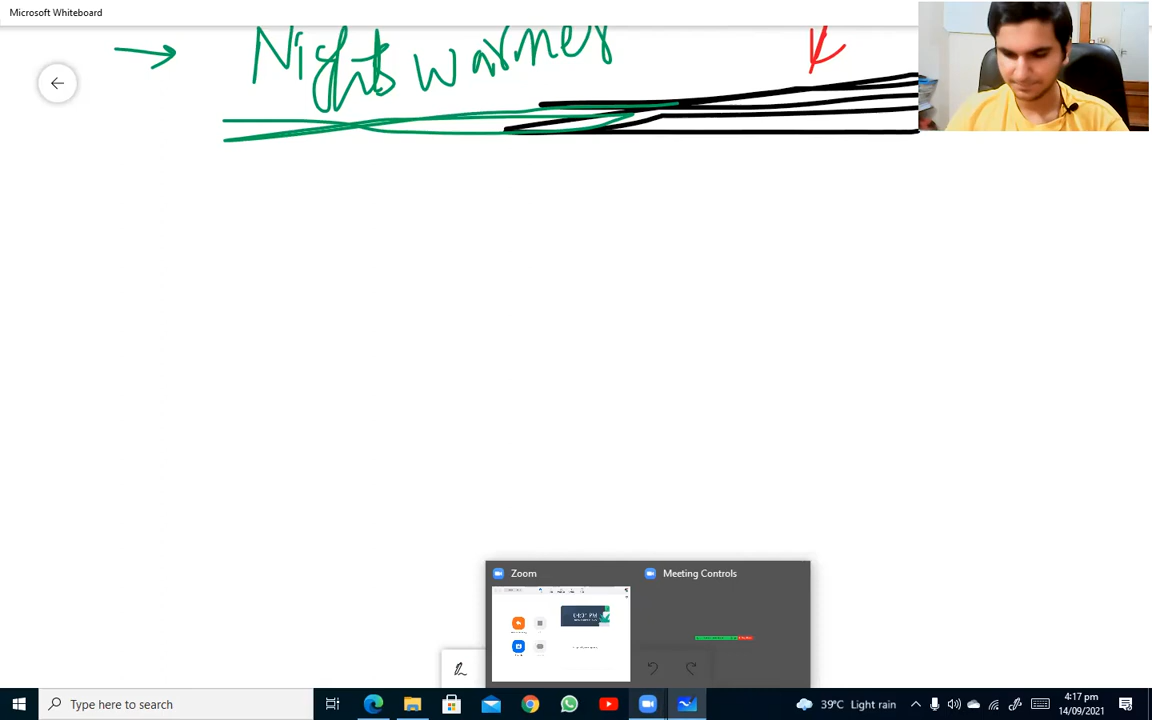 Microsoft Whiteboard
→ Nights warmer
Zoom
Meeting Controls
Type here to search
39°C Light rain
4:17 pm
14/09/2021